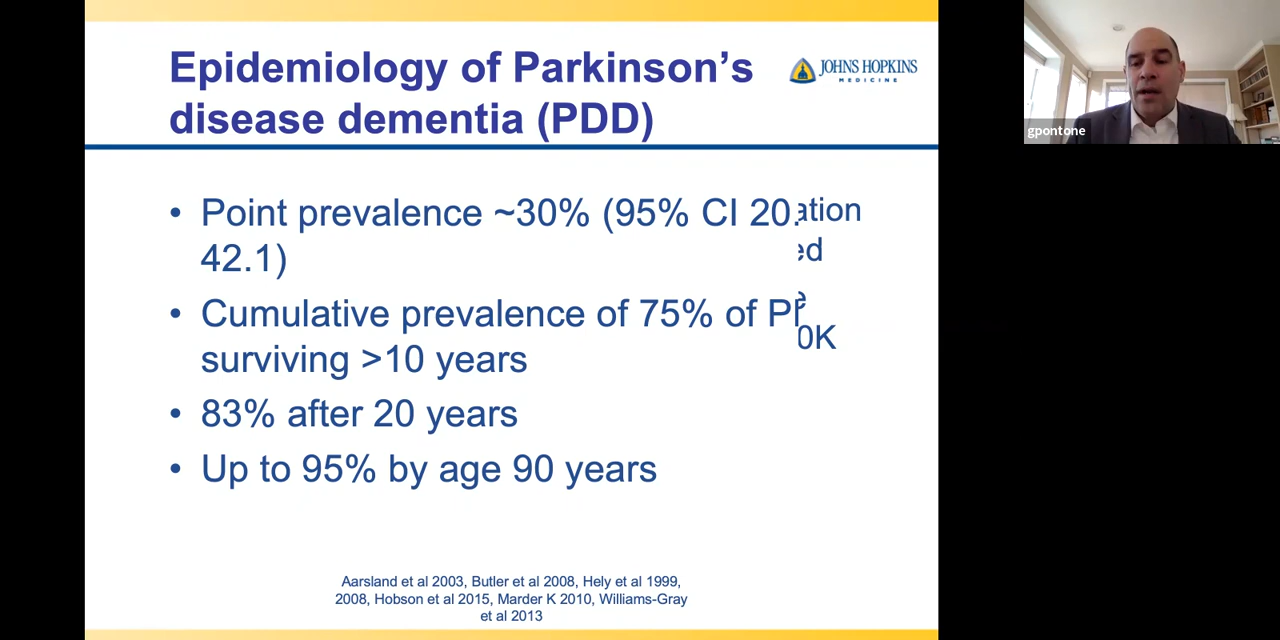 Epidemiology of Parkinson's
disease dementia (PDD)
JOHNS HOPKINS
MEDICINE
gpontone
• Point prevalence ~30% (95% CI 20.
42.1)
• Cumulative prevalence of 75% of
surviving >10 years
• 83% after 20 years
• Up to 95% by age 90 years
ation
ed
0K
Aarsland et al 2003, Butler et al 2008, Hely et al 1999,
2008, Hobson et al 2015, Marder K 2010, Williams-Gray
et al 2013